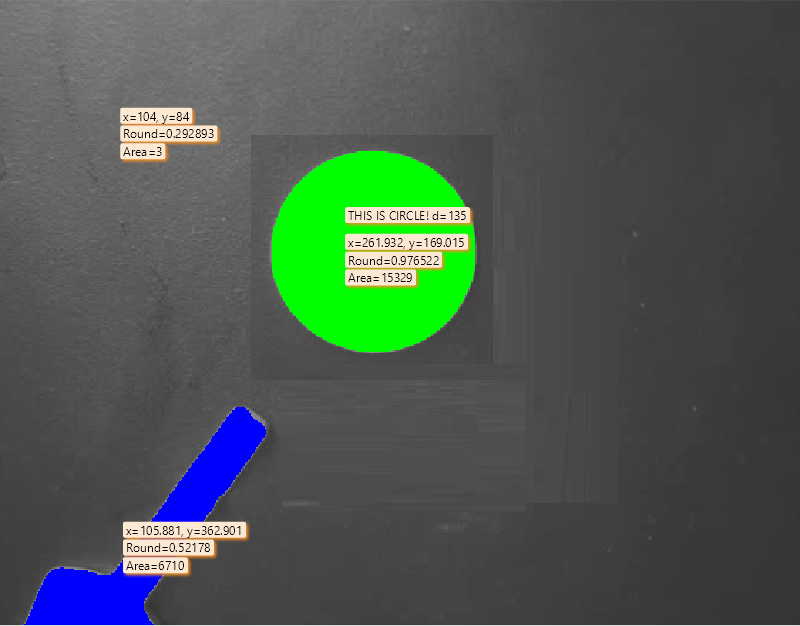 x=104, y=84
Round=0.292893
Area=3
THIS IS CIRCLE! d=135
x=261.932, y=169.015
Round=0.976522
Area=15329
x=105.881, y=362.901
Round=0.52178
Area=6710